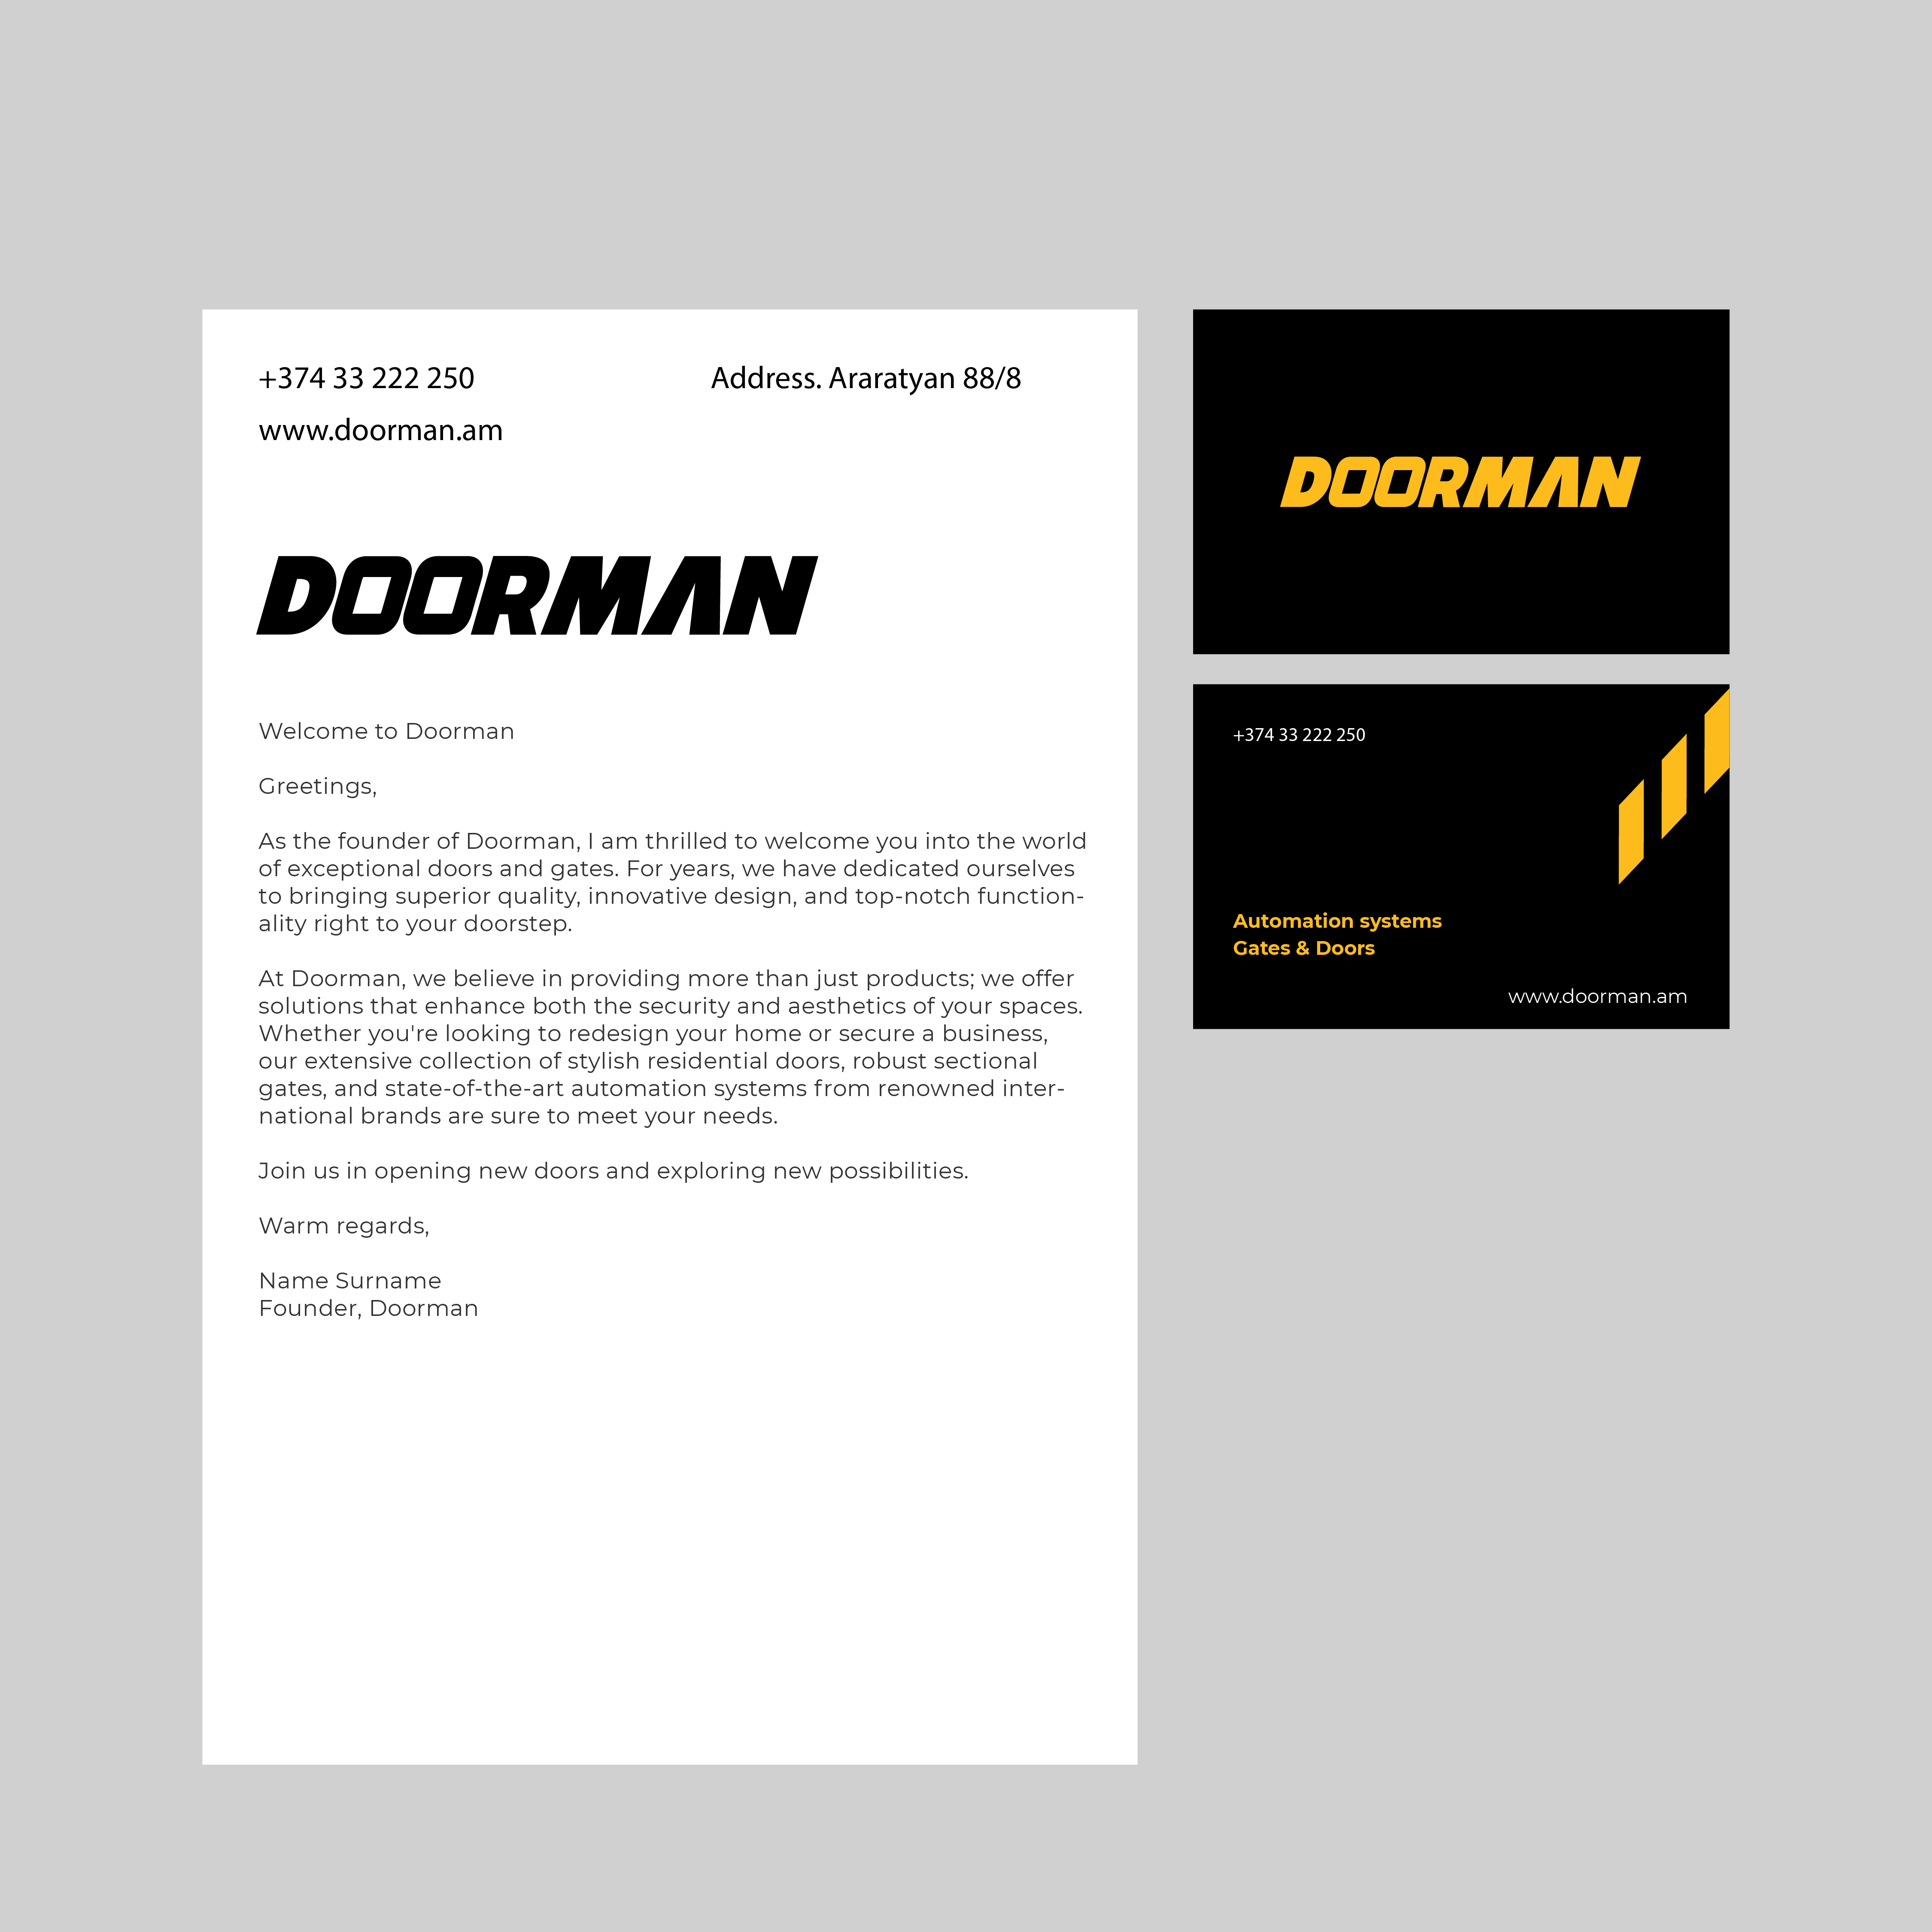 +374 33 222 250
Address. Araratyan 88/8
www.doorman.am
DOORMAN
Welcome to Doorman
Greetings,
As the founder of Doorman, I am thrilled to welcome you into the world
of exceptional doors and gates. For years, we have dedicated ourselves
to bringing superior quality, innovative design, and top-notch function-
ality right to your doorstep.
At Doorman, we believe in providing more than just products; we offer
solutions that enhance both the security and aesthetics of your spaces.
Whether you're looking to redesign your home or secure a business,
our extensive collection of stylish residential doors, robust sectional
gates, and state-of-the-art automation systems from renowned inter-
national brands are sure to meet your needs.
Join us in opening new doors and exploring new possibilities.
Warm regards,
Name Surname
Founder, Doorman
DOORMAN
+374 33 222 250
Automation systems
Gates & Doors
www.doorman.am